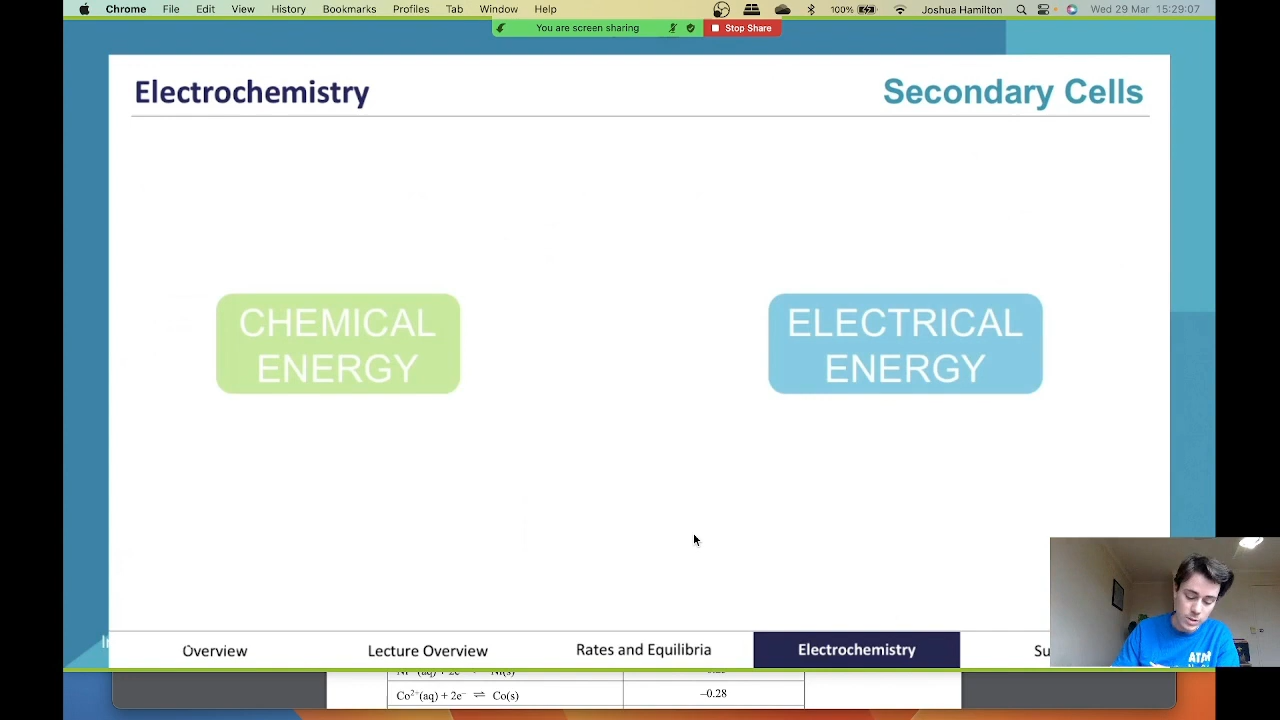 Chrome File Edit View History Bookmarks Profiles Tab Window Help 100% Joshua Hamilton Wed 29 Mar 15:29:07
You are screen sharing Stop Share
Electrochemistry Secondary Cells
CHEMICAL
ENERGY
ELECTRICAL
ENERGY
Overview Lecture Overview Rates and Equilibria Electrochemistry Su
Co²⁺(aq) + 2e⁻ ⇌ Co(s) −0.28